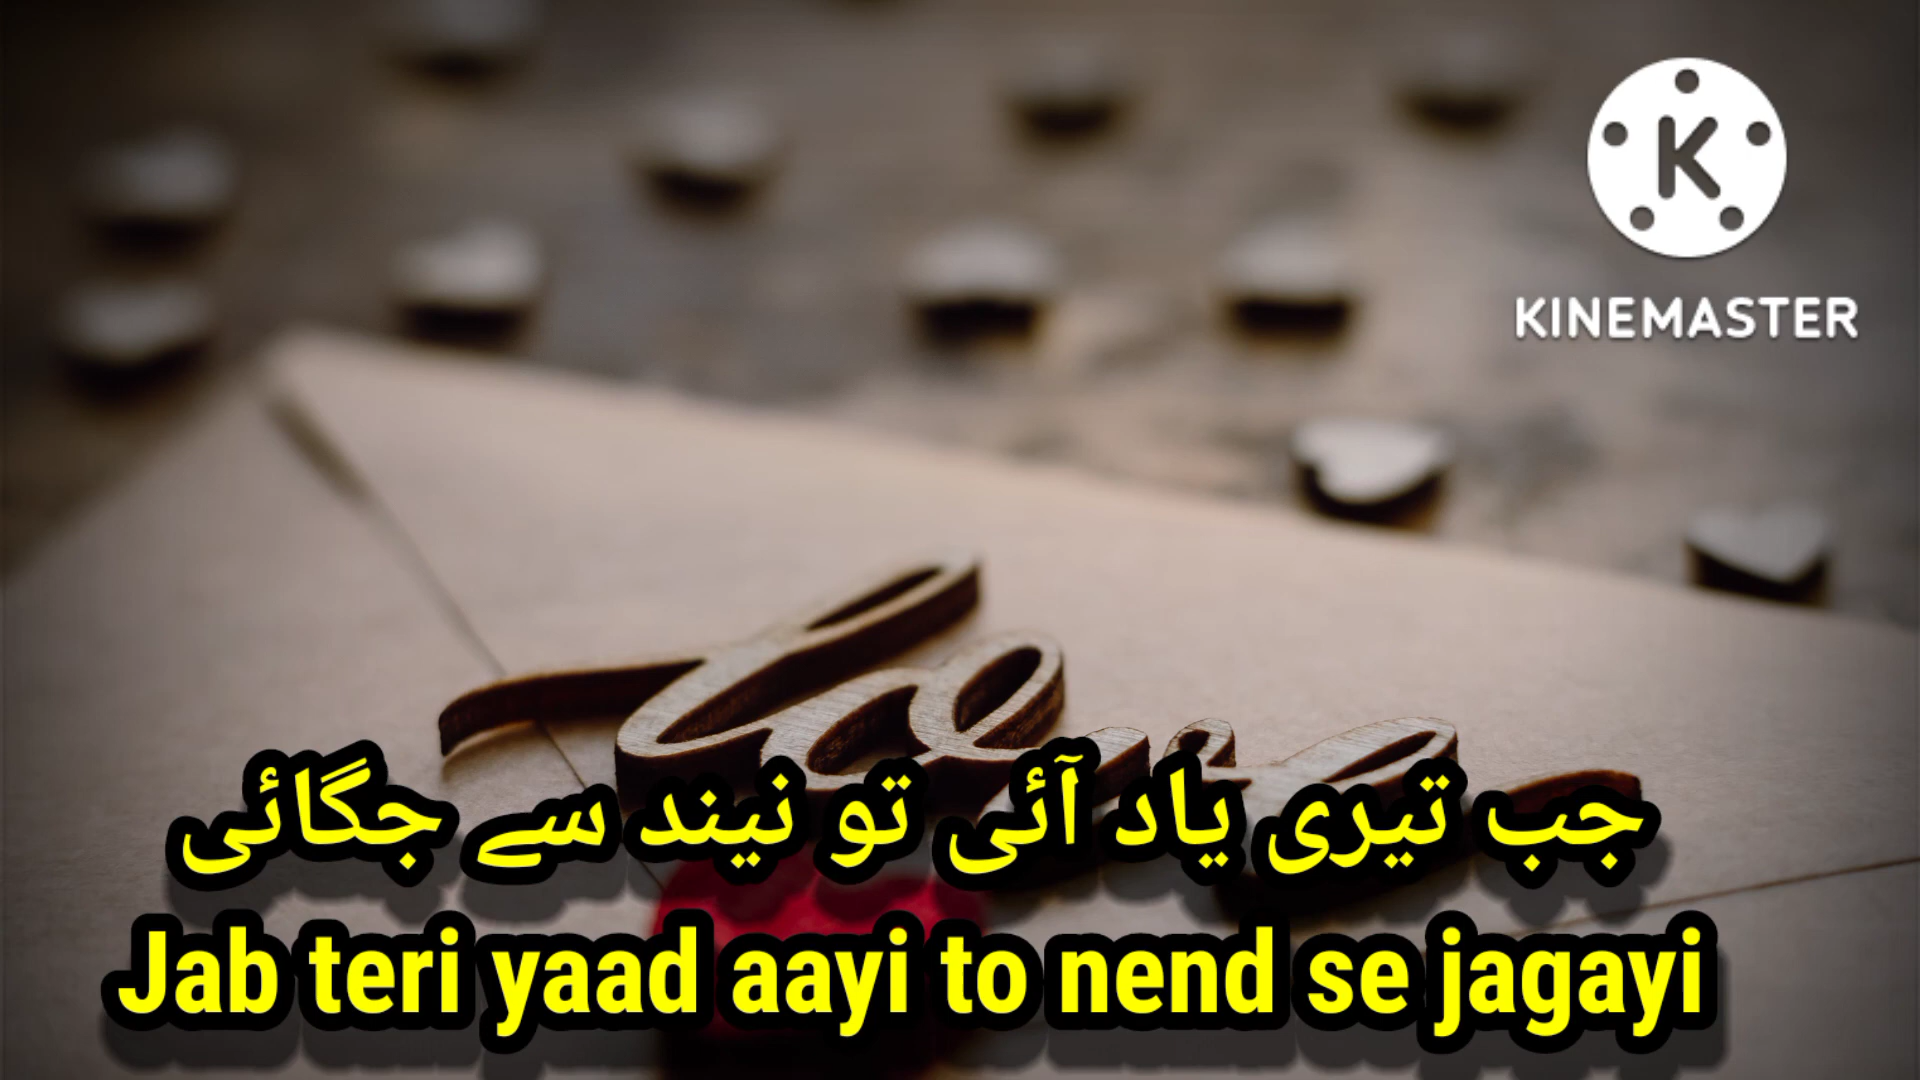 K
KINEMASTER
love
جب تیری یاد آئی تو نیند سے جگائی
Jab teri yaad aayi to nend se jagayi